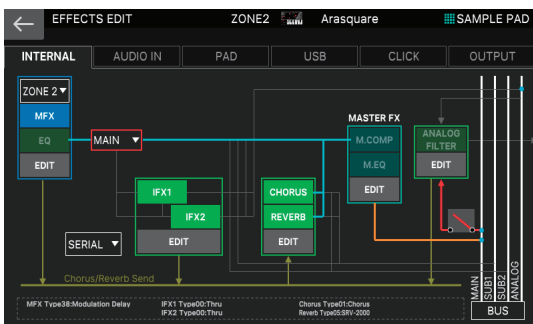 EFFECTS EDIT ZONE2 Arasquare SAMPLE PAD
INTERNAL AUDIO IN PAD USB CLICK OUTPUT
ZONE 2
MFX
EQ
EDIT
MAIN
IFX1
IFX2
EDIT
SERIAL
CHORUS
REVERB
EDIT
MASTER FX
M.COMP
M.EQ
EDIT
ANALOG
FILTER
EDIT
Chorus/Reverb Send
MAIN
SUB1
SUB2
ANALOG
BUS
MFX Type38:Modulation Delay
IFX1 Type00:Thru
IFX2 Type00:Thru
Chorus Type01:Chorus
Reverb Type05:SRV-2000